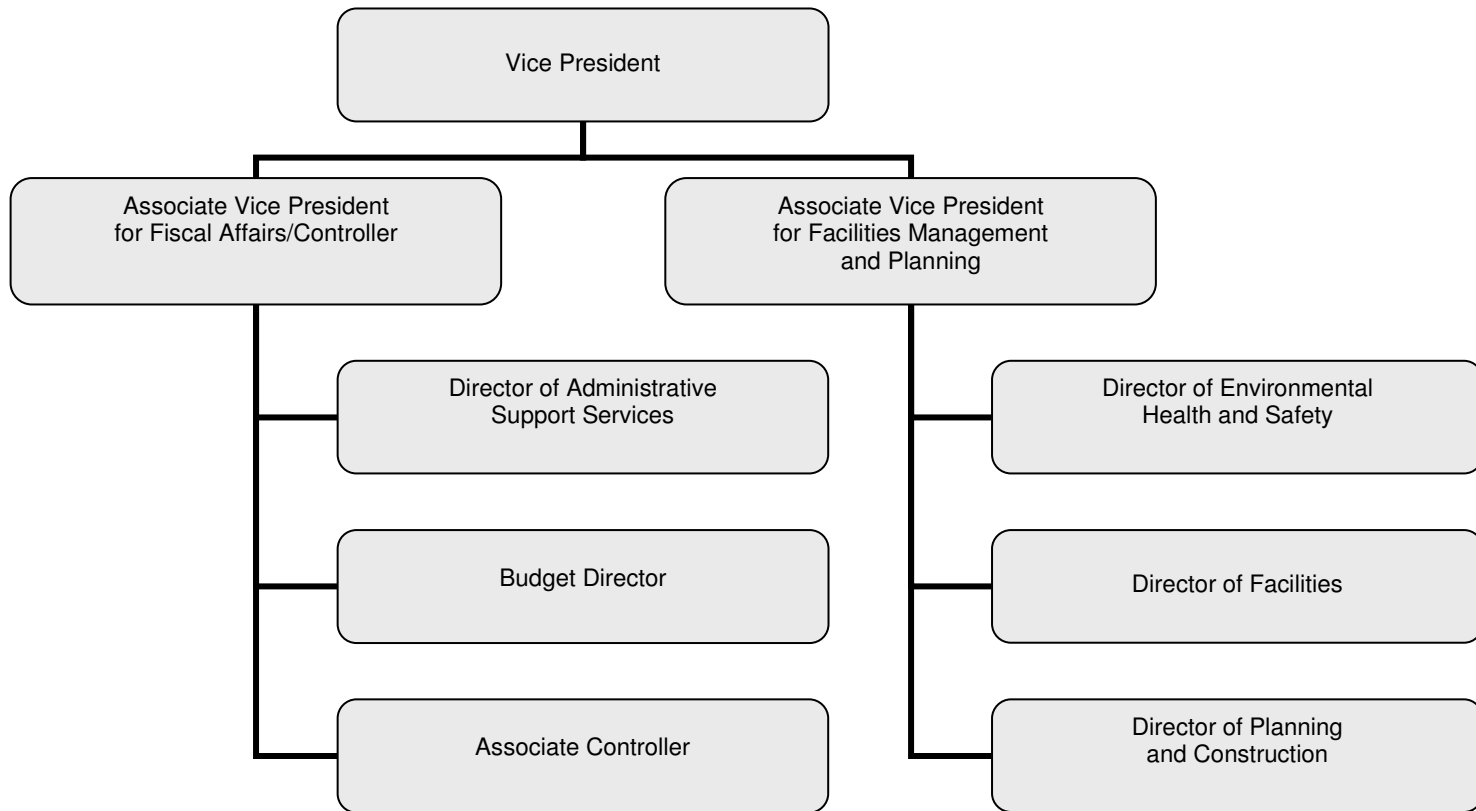 Vice President
Associate Vice President
for Fiscal Affairs/Controller
Associate Vice President
for Facilities Management
and Planning
Director of Administrative
Support Services
Budget Director
Associate Controller
Director of Environmental
Health and Safety
Director of Facilities
Director of Planning
and Construction